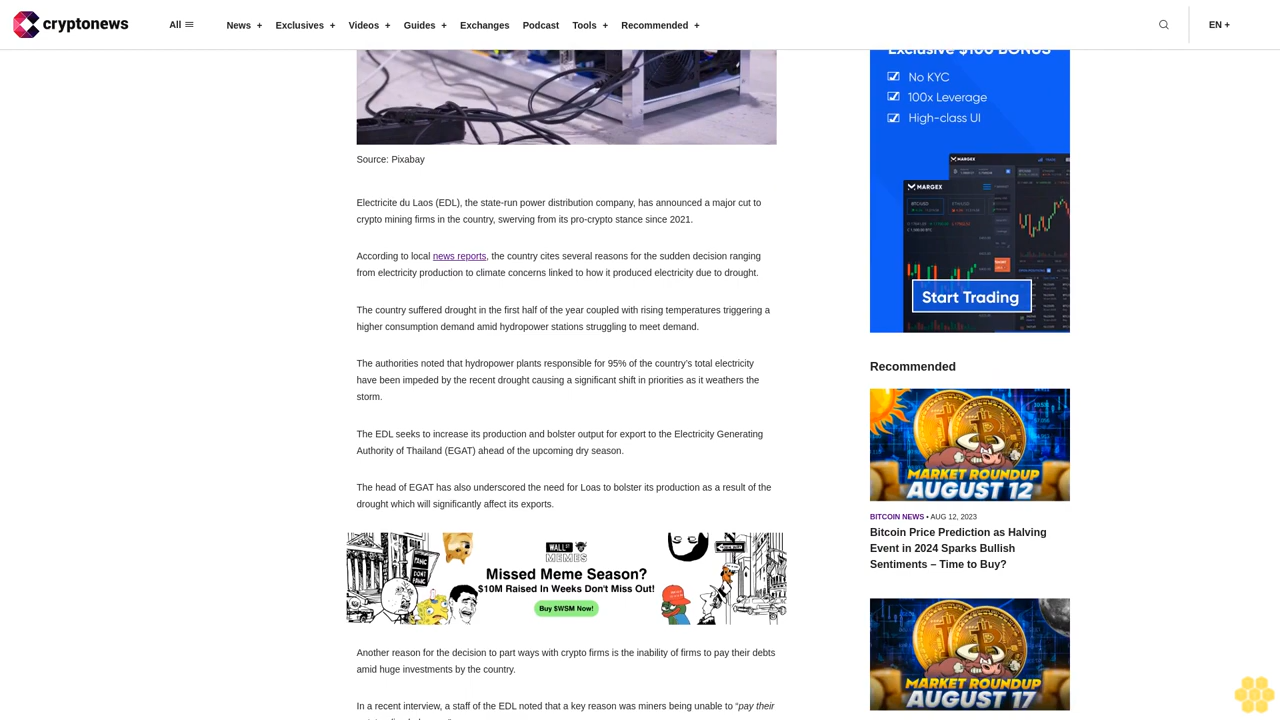 cryptonews
All
News +
Exclusives +
Videos +
Guides +
Exchanges
Podcast
Tools +
Recommended +
EN +
Source: Pixabay
Electricite du Laos (EDL), the state-run power distribution company, has announced a major cut to
crypto mining firms in the country, swerving from its pro-crypto stance since 2021.
According to local news reports, the country cites several reasons for the sudden decision ranging
from electricity production to climate concerns linked to how it produced electricity due to drought.
The country suffered drought in the first half of the year coupled with rising temperatures triggering a
higher consumption demand amid hydropower stations struggling to meet demand.
The authorities noted that hydropower plants responsible for 95% of the country's total electricity
have been impeded by the recent drought causing a significant shift in priorities as it weathers the
storm.
The EDL seeks to increase its production and bolster output for export to the Electricity Generating
Authority of Thailand (EGAT) ahead of the upcoming dry season.
The head of EGAT has also underscored the need for Loas to bolster its production as a result of the
drought which will significantly affect its exports.
PANIC
DON'T
PANIC
WALL ST
MEMES
Missed Meme Season?
$10M Raised In Weeks Don't Miss Out!
Buy $WSM Now!
Another reason for the decision to part ways with crypto firms is the inability of firms to pay their debts
amid huge investments by the country.
In a recent interview, a staff of the EDL noted that a key reason was miners being unable to “pay their
Exclusive $100 BONUS
No KYC
100x Leverage
High-class UI
MARGEX
MARGEX
Start Trading
Recommended
MARKET ROUNDUP
AUGUST 12
BITCOIN NEWS • AUG 12, 2023
Bitcoin Price Prediction as Halving
Event in 2024 Sparks Bullish
Sentiments – Time to Buy?
MARKET ROUNDUP
AUGUST 17